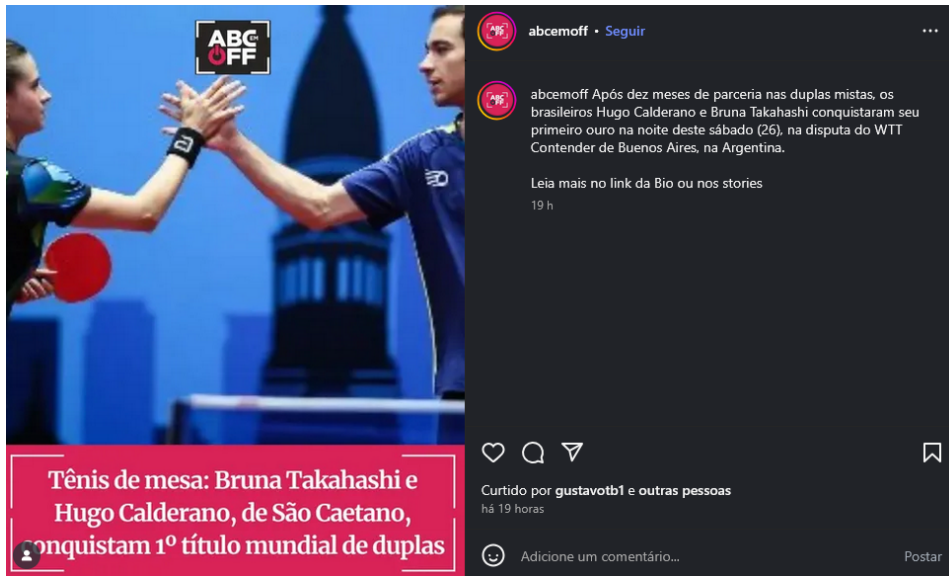 ABC EM
OFF
Tênis de mesa: Bruna Takahashi e
Hugo Calderano, de São Caetano,
conquistam 1º título mundial de duplas
abcemoff • Seguir
abcemoff Após dez meses de parceria nas duplas mistas, os
brasileiros Hugo Calderano e Bruna Takahashi conquistaram seu
primeiro ouro na noite deste sábado (26), na disputa do WTT
Contender de Buenos Aires, na Argentina.
Leia mais no link da Bio ou nos stories
19 h
Curtido por gustavotb1 e outras pessoas
há 19 horas
Adicione um comentário... Postar